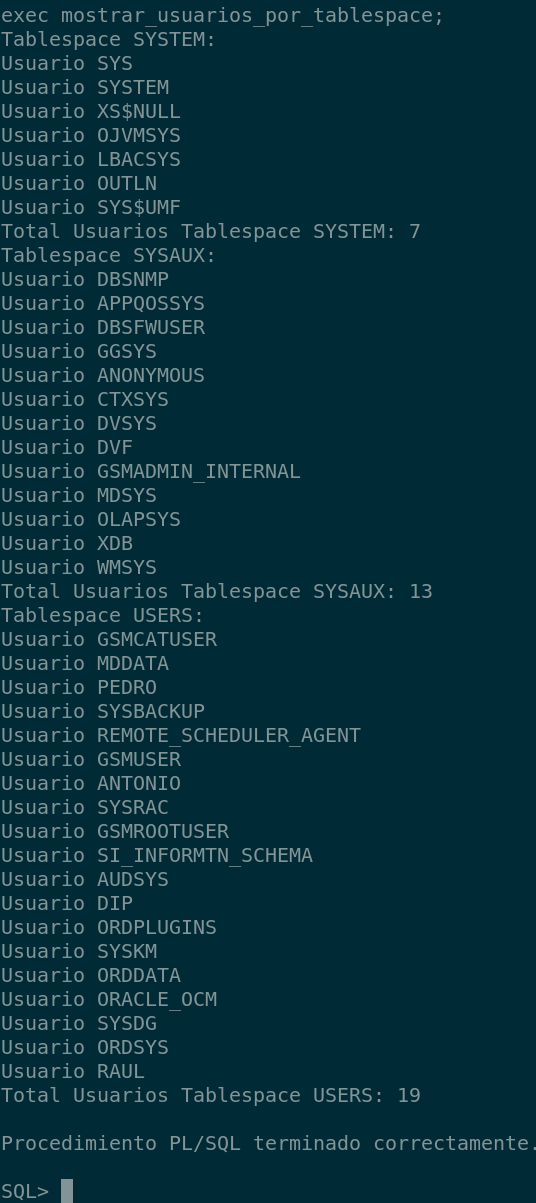 exec mostrar_usuarios_por_tablespace;
Tablespace SYSTEM:
Usuario SYS
Usuario SYSTEM
Usuario XS$NULL
Usuario OJVMSYS
Usuario LBACSYS
Usuario OUTLN
Usuario SYS$UMF
Total Usuarios Tablespace SYSTEM: 7
Tablespace SYSAUX:
Usuario DBSNMP
Usuario APPQOSSYS
Usuario DBSFWUSER
Usuario GGSYS
Usuario ANONYMOUS
Usuario CTXSYS
Usuario DVSYS
Usuario DVF
Usuario GSMADMIN_INTERNAL
Usuario MDSYS
Usuario OLAPSYS
Usuario XDB
Usuario WMSYS
Total Usuarios Tablespace SYSAUX: 13
Tablespace USERS:
Usuario GSMCATUSER
Usuario MDDATA
Usuario PEDRO
Usuario SYSBACKUP
Usuario REMOTE_SCHEDULER_AGENT
Usuario GSMUSER
Usuario ANTONIO
Usuario SYSRAC
Usuario GSMROOTUSER
Usuario SI_INFORMTN_SCHEMA
Usuario AUDSYS
Usuario DIP
Usuario ORDPLUGINS
Usuario SYSKM
Usuario ORDDATA
Usuario ORACLE_OCM
Usuario SYSDG
Usuario ORDSYS
Usuario RAUL
Total Usuarios Tablespace USERS: 19
Procedimiento PL/SQL terminado correctamente.
SQL>